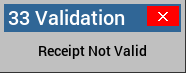 33 Validation
Receipt Not Valid